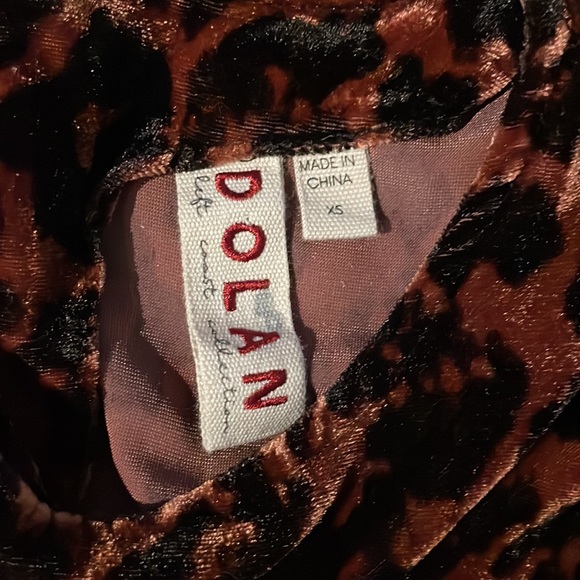 DOLAN
left coast collection
MADE IN
CHINA
XS